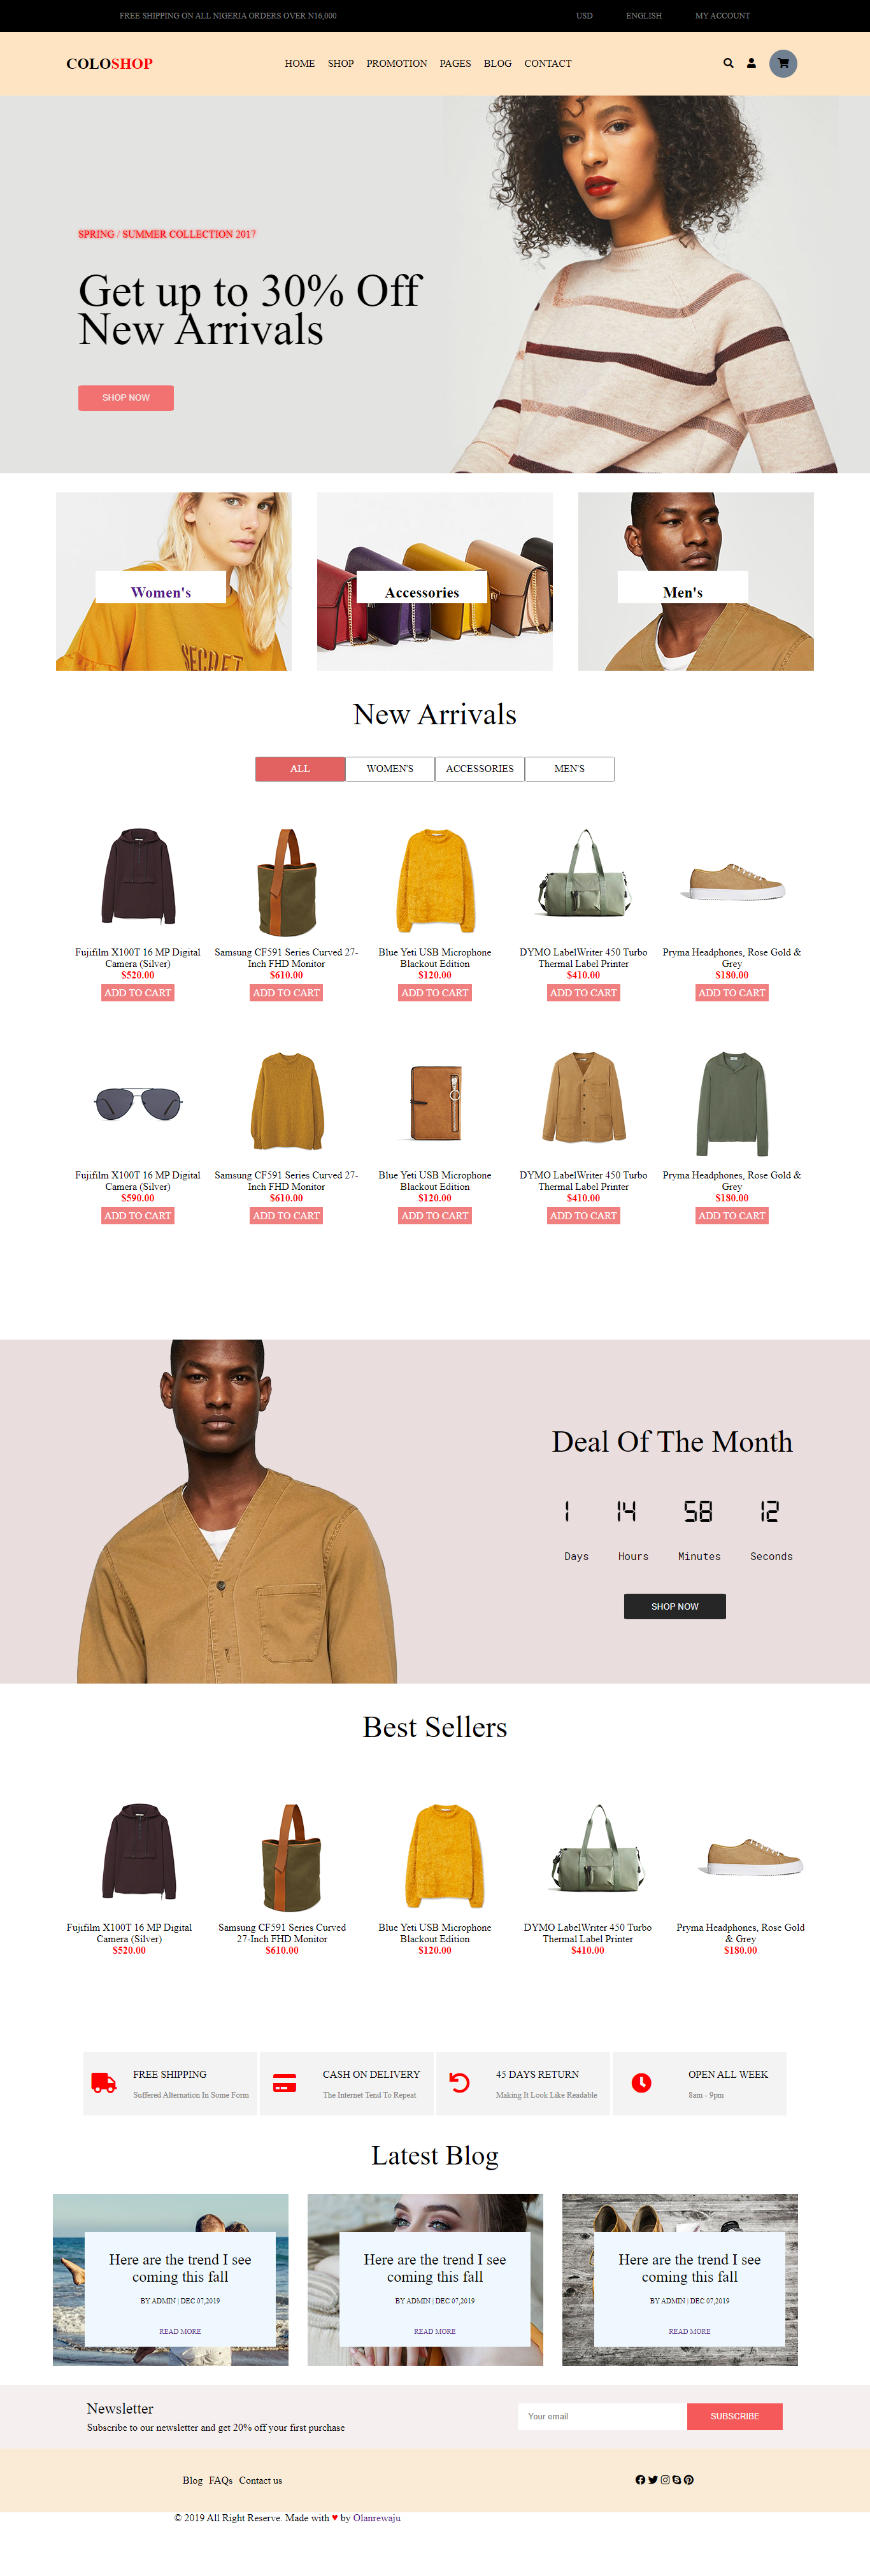 FREE SHIPPING ON ALL NIGERIA ORDERS OVER N16,000 USD ENGLISH MY ACCOUNT
COLOSHOP HOME SHOP PROMOTION PAGES BLOG CONTACT
SPRING / SUMMER COLLECTION 2017
Get up to 30% Off
New Arrivals
SHOP NOW
SECRET
Women's Accessories Men's
New Arrivals
ALL WOMEN'S ACCESSORIES MEN'S
Fujifilm X100T 16 MP Digital
Camera (Silver)
$520.00
ADD TO CART
Samsung CF591 Series Curved 27-
Inch FHD Monitor
$610.00
ADD TO CART
Blue Yeti USB Microphone
Blackout Edition
$120.00
ADD TO CART
DYMO LabelWriter 450 Turbo
Thermal Label Printer
$410.00
ADD TO CART
Pryma Headphones, Rose Gold &
Grey
$180.00
ADD TO CART
Fujifilm X100T 16 MP Digital
Camera (Silver)
$590.00
ADD TO CART
Samsung CF591 Series Curved 27-
Inch FHD Monitor
$610.00
ADD TO CART
Blue Yeti USB Microphone
Blackout Edition
$120.00
ADD TO CART
DYMO LabelWriter 450 Turbo
Thermal Label Printer
$410.00
ADD TO CART
Pryma Headphones, Rose Gold &
Grey
$180.00
ADD TO CART
Deal Of The Month
1 14 58 12
Days Hours Minutes Seconds
SHOP NOW
Best Sellers
Fujifilm X100T 16 MP Digital
Camera (Silver)
$520.00
Samsung CF591 Series Curved
27-Inch FHD Monitor
$610.00
Blue Yeti USB Microphone
Blackout Edition
$120.00
DYMO LabelWriter 450 Turbo
Thermal Label Printer
$410.00
Pryma Headphones, Rose Gold
& Grey
$180.00
FREE SHIPPING
Suffered Alternation In Some Form
CASH ON DELIVERY
The Internet Tend To Repeat
45 DAYS RETURN
Making It Look Like Readable
OPEN ALL WEEK
8am - 9pm
Latest Blog
Here are the trend I see
coming this fall
BY ADMIN | DEC 07,2019
READ MORE
Here are the trend I see
coming this fall
BY ADMIN | DEC 07,2019
READ MORE
Here are the trend I see
coming this fall
BY ADMIN | DEC 07,2019
READ MORE
Newsletter
Subscribe to our newsletter and get 20% off your first purchase
Your email SUBSCRIBE
Blog FAQs Contact us
© 2019 All Right Reserve. Made with ♥ by Olanrewaju